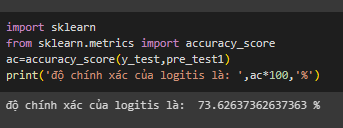 import sklearn
from sklearn.metrics import accuracy_score
ac=accuracy_score(y_test,pre_test1)
print('độ chính xác của logitis là: ',ac*100,'%')
độ chính xác của logitis là:  73.62637362637363 %